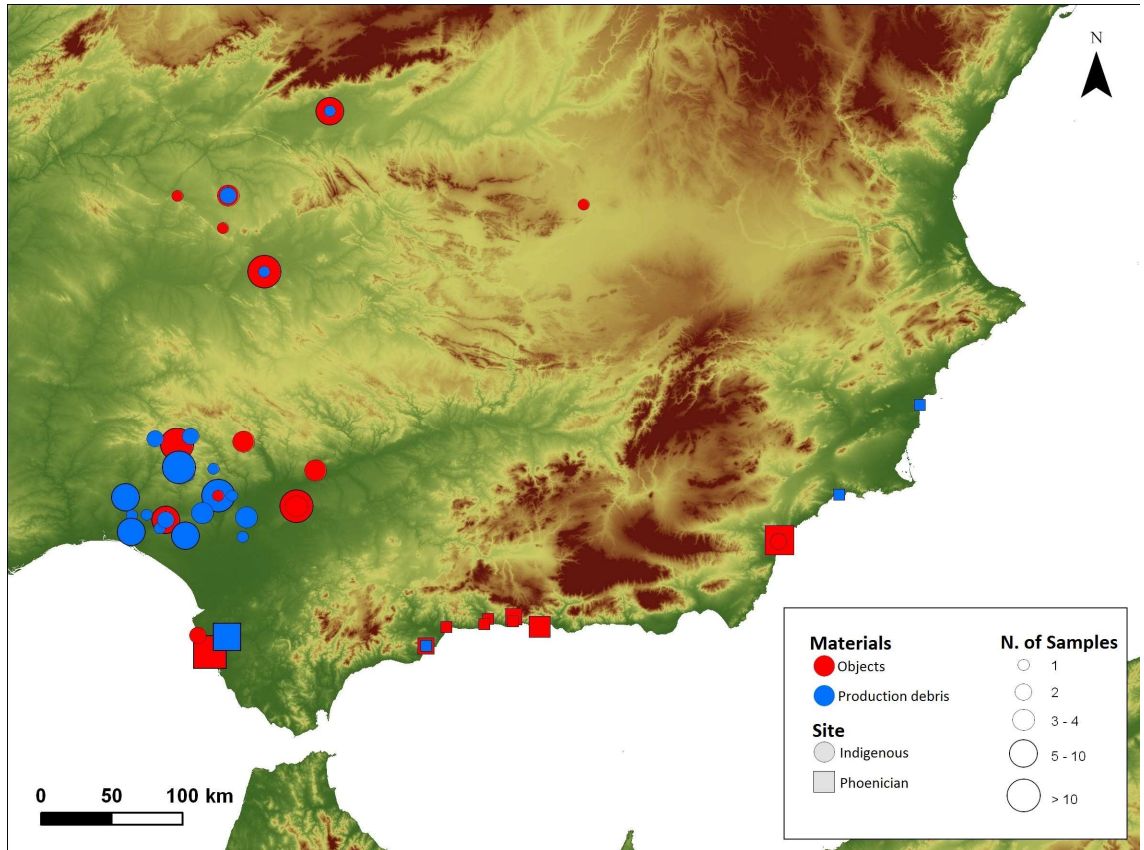 N
Materials
Objects
Production debris
Site
Indigenous
Phoenician
N. of Samples
1
2
3 - 4
5 - 10
> 10
0 50 100 km